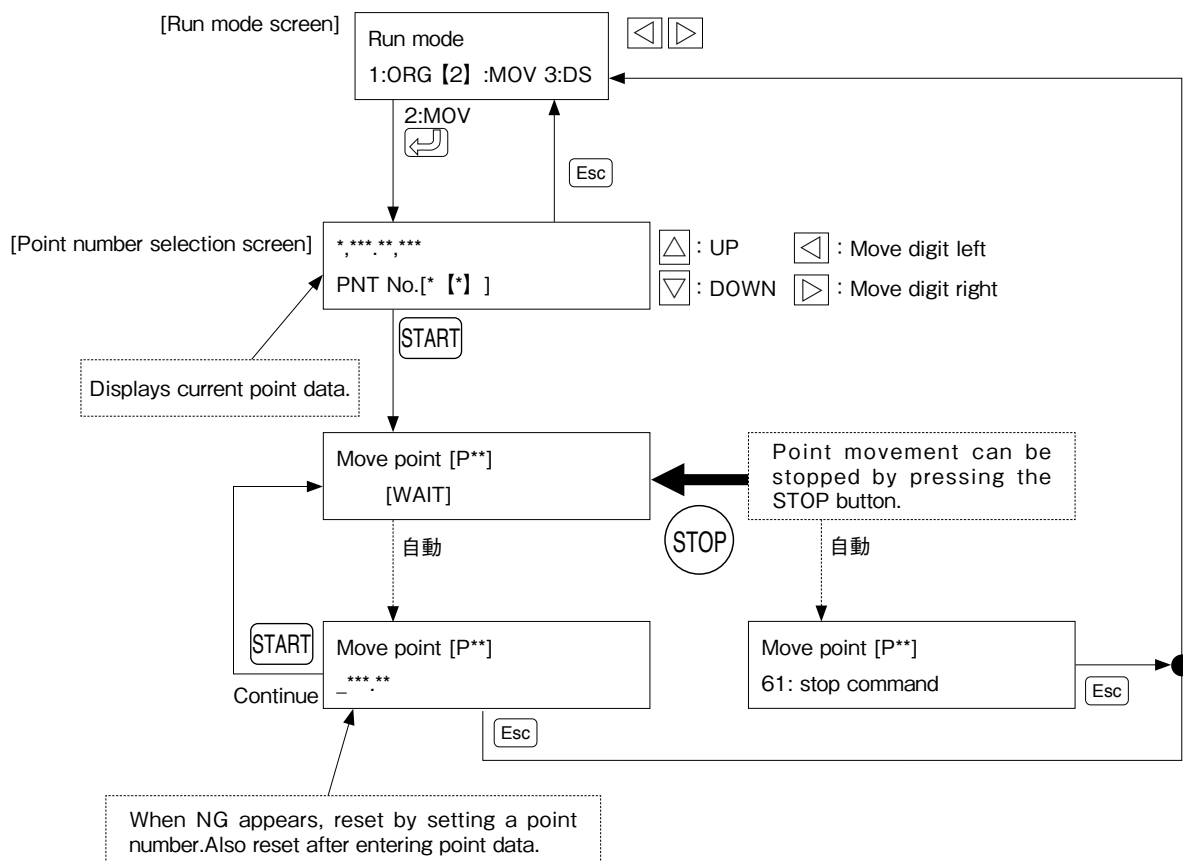 [Run mode screen]
Run mode
1:ORG【2】:MOV 3:DS
2:MOV
Esc
[Point number selection screen]
*,***.**,***
PNT No.[*【*】]
: UP
: Move digit left
: DOWN
: Move digit right
START
Displays current point data.
Move point [P**]
[WAIT]
Point movement can be
stopped by pressing the
STOP button.
STOP
自動
自動
START
Continue
Move point [P**]
_***.**
Move point [P**]
61: stop command
Esc
Esc
When NG appears, reset by setting a point
number.Also reset after entering point data.